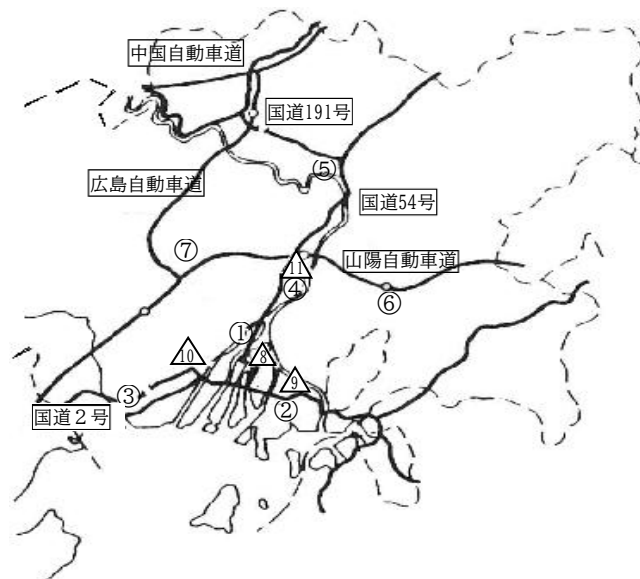 中国自動車道
国道191号
⑤
広島自動車道
国道54号
⑦
山陽自動車道
11
④
⑥
①
10
8
9
③
②
国道２号